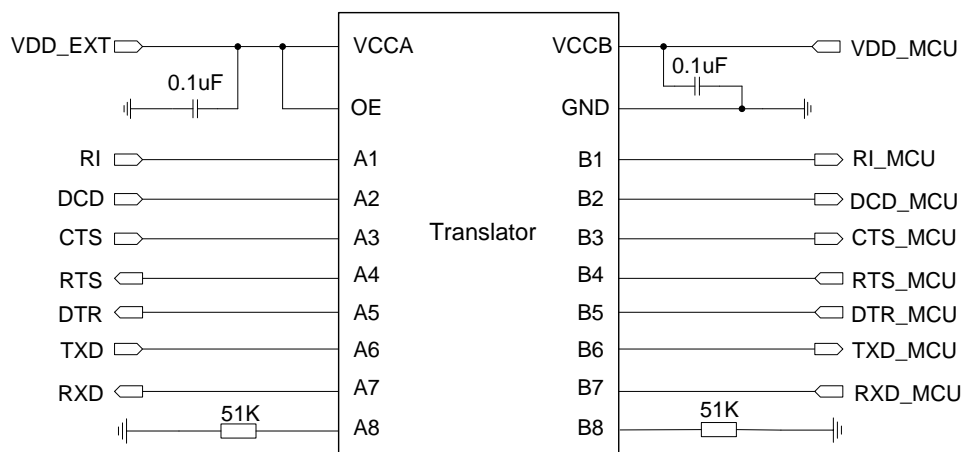 VDD_EXT VCCA VCCB VDD_MCU
0.1uF 0.1uF
OE GND
RI A1 B1 RI_MCU
DCD A2 B2 DCD_MCU
CTS A3 Translator B3 CTS_MCU
RTS A4 B4 RTS_MCU
DTR A5 B5 DTR_MCU
TXD A6 B6 TXD_MCU
RXD A7 B7 RXD_MCU
51K A8 B8 51K